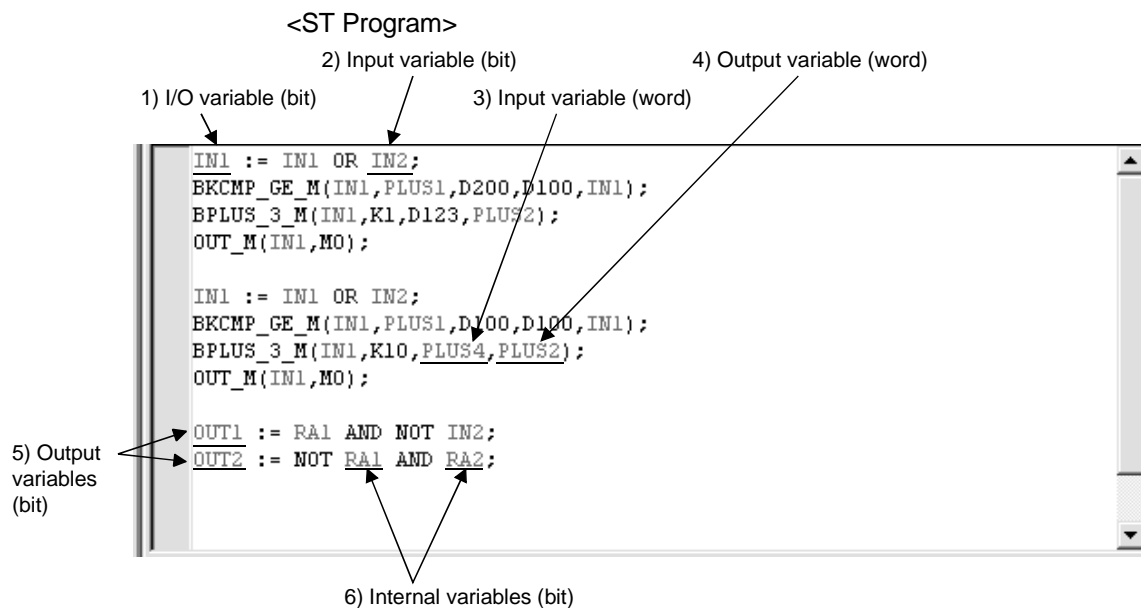 <ST Program>
2) Input variable (bit)
4) Output variable (word)
1) I/O variable (bit)
3) Input variable (word)
IN1 := IN1 OR IN2;
BKCMP_GE_M(IN1,PLUS1,D200,D100,IN1);
BPLUS_3_M(IN1,K1,D123,PLUS2);
OUT_M(IN1,M0);
IN1 := IN1 OR IN2;
BKCMP_GE_M(IN1,PLUS1,D100,D100,IN1);
BPLUS_3_M(IN1,K10,PLUS4,PLUS2);
OUT_M(IN1,M0);
OUT1 := RA1 AND NOT IN2;
OUT2 := NOT RA1 AND RA2;
5) Output
variables
(bit)
6) Internal variables (bit)